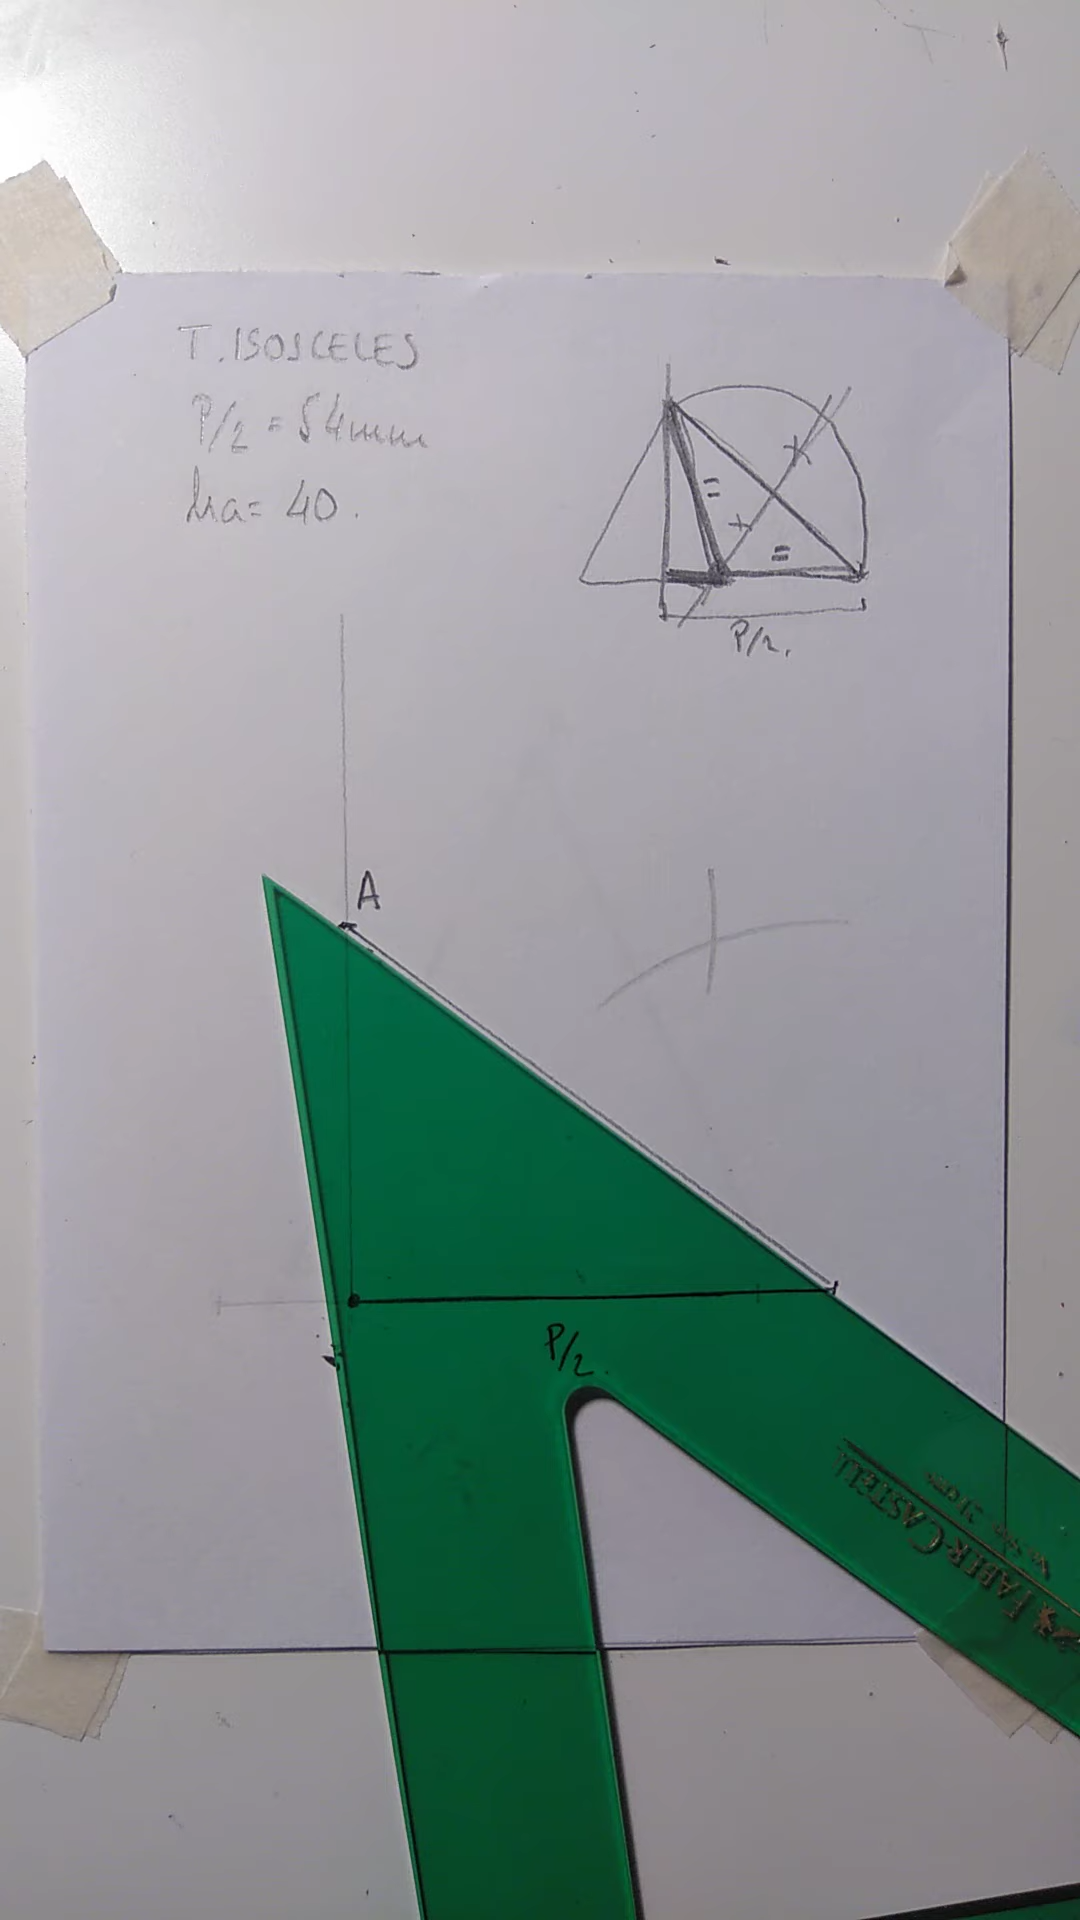 T. ISOSCELES
P/2 = 54mm
ha= 40.
=
=
P/2.
A
P/2.
FABER-CASTELL